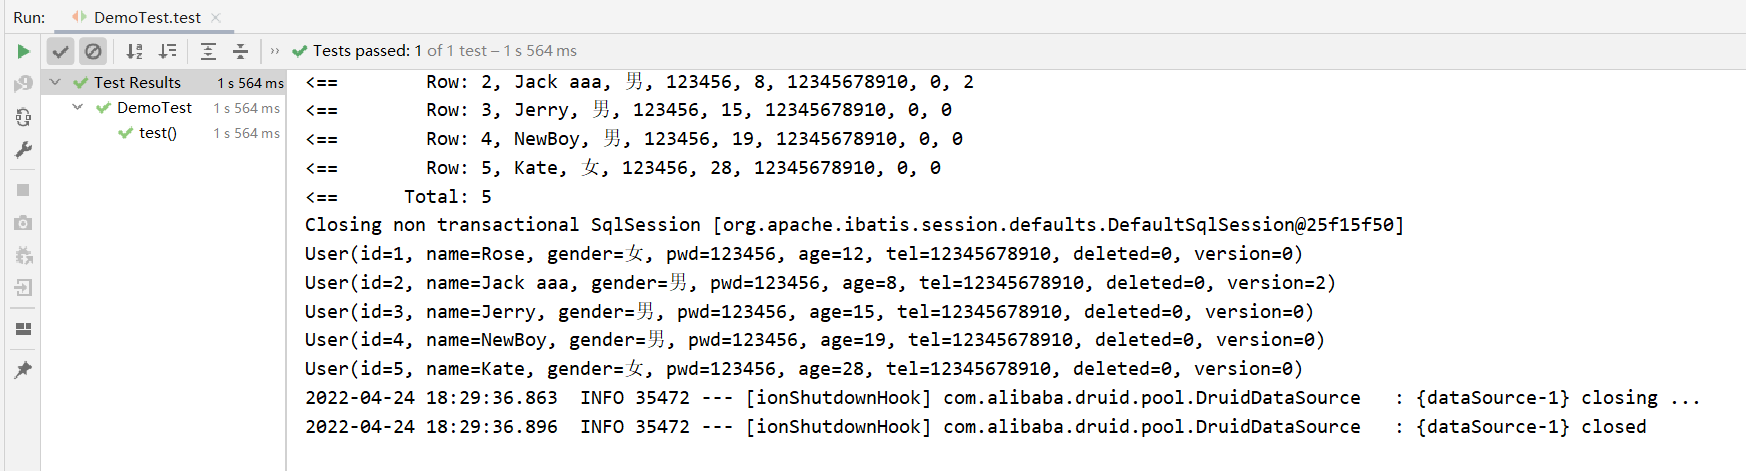 Run: DemoTest.test
Tests passed: 1 of 1 test – 1 s 564 ms
Test Results 1 s 564 ms
DemoTest 1 s 564 ms
test() 1 s 564 ms
<==        Row: 2, Jack aaa, 男, 123456, 8, 12345678910, 0, 2
<==        Row: 3, Jerry, 男, 123456, 15, 12345678910, 0, 0
<==        Row: 4, NewBoy, 男, 123456, 19, 12345678910, 0, 0
<==        Row: 5, Kate, 女, 123456, 28, 12345678910, 0, 0
<==      Total: 5
Closing non transactional SqlSession [org.apache.ibatis.session.defaults.DefaultSqlSession@25f15f50]
User(id=1, name=Rose, gender=女, pwd=123456, age=12, tel=12345678910, deleted=0, version=0)
User(id=2, name=Jack aaa, gender=男, pwd=123456, age=8, tel=12345678910, deleted=0, version=2)
User(id=3, name=Jerry, gender=男, pwd=123456, age=15, tel=12345678910, deleted=0, version=0)
User(id=4, name=NewBoy, gender=男, pwd=123456, age=19, tel=12345678910, deleted=0, version=0)
User(id=5, name=Kate, gender=女, pwd=123456, age=28, tel=12345678910, deleted=0, version=0)
2022-04-24 18:29:36.863  INFO 35472 --- [ionShutdownHook] com.alibaba.druid.pool.DruidDataSource   : {dataSource-1} closing ...
2022-04-24 18:29:36.896  INFO 35472 --- [ionShutdownHook] com.alibaba.druid.pool.DruidDataSource   : {dataSource-1} closed